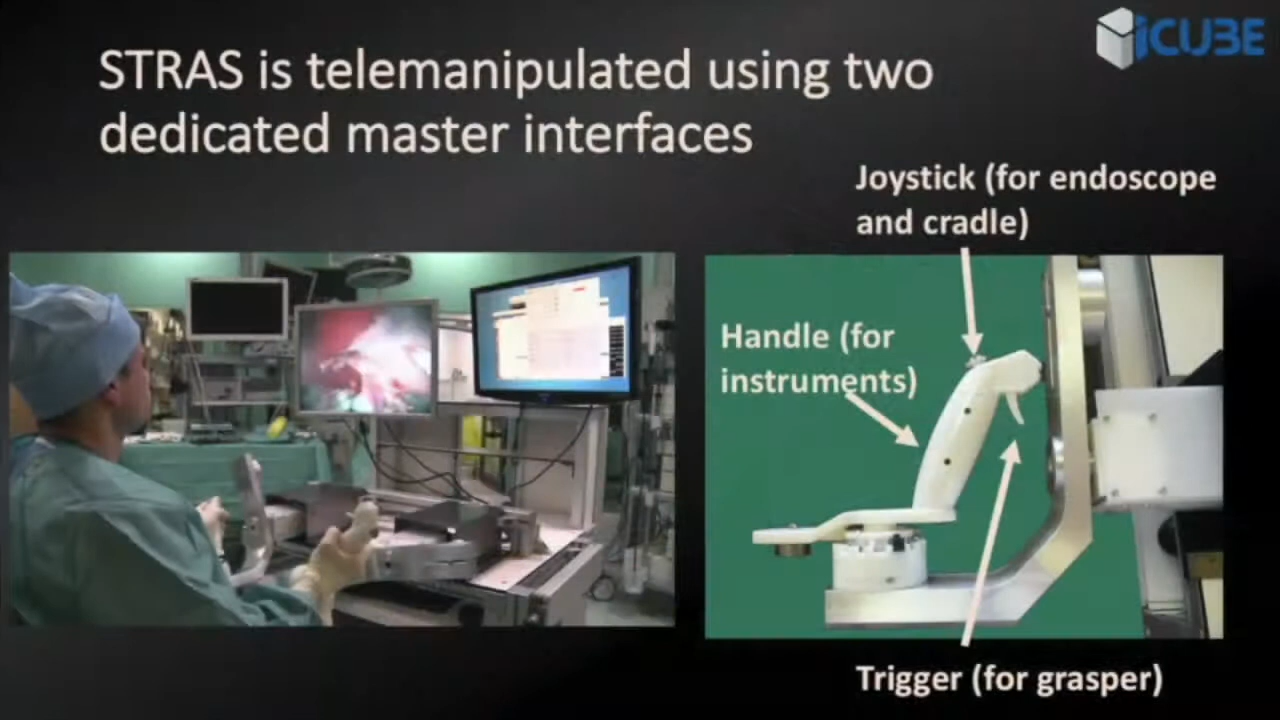 iCUBE
STRAS is telemanipulated using two
dedicated master interfaces
Joystick (for endoscope
and cradle)
Handle (for
instruments)
Trigger (for grasper)